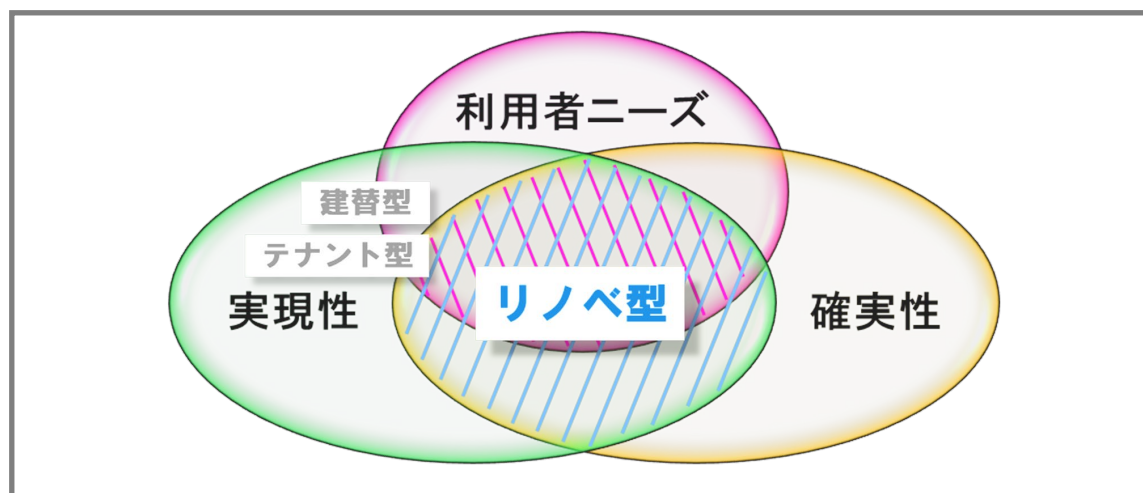 利用者ニーズ
建替型
テナント型
リノベ型
実現性
確実性